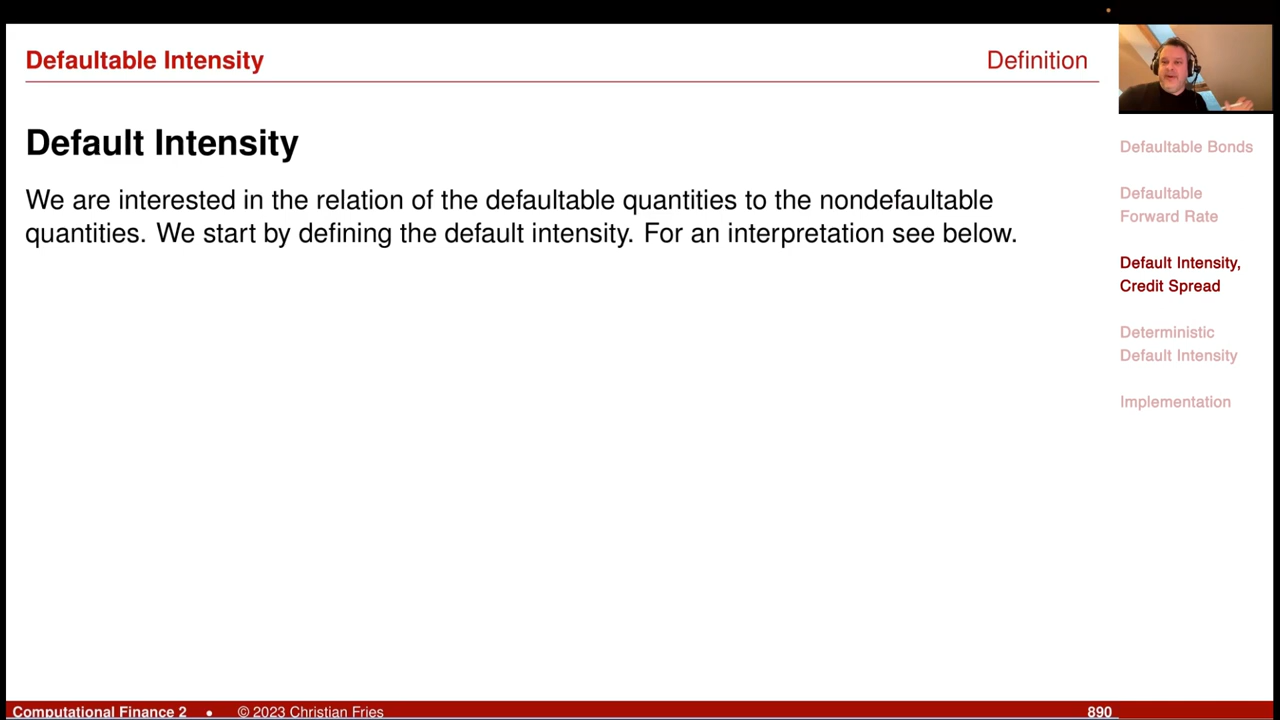 Defaultable Intensity
Definition
Default Intensity
We are interested in the relation of the defaultable quantities to the nondefaultable
quantities. We start by defining the default intensity. For an interpretation see below.
Defaultable Bonds
Defaultable
Forward Rate
Default Intensity,
Credit Spread
Deterministic
Default Intensity
Implementation
Computational Finance 2 • © 2023 Christian Fries
890